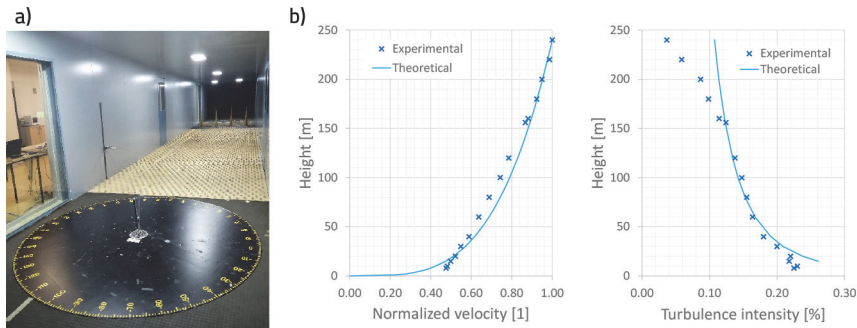 a)
b)
Height [m]
250
200
150
100
50
0
0.00 0.20 0.40 0.60 0.80 1.00
Normalized velocity [1]
Experimental
Theoretical
Height [m]
250
200
150
100
50
0
0.00 0.10 0.20 0.30
Turbulence intensity [%]
Experimental
Theoretical